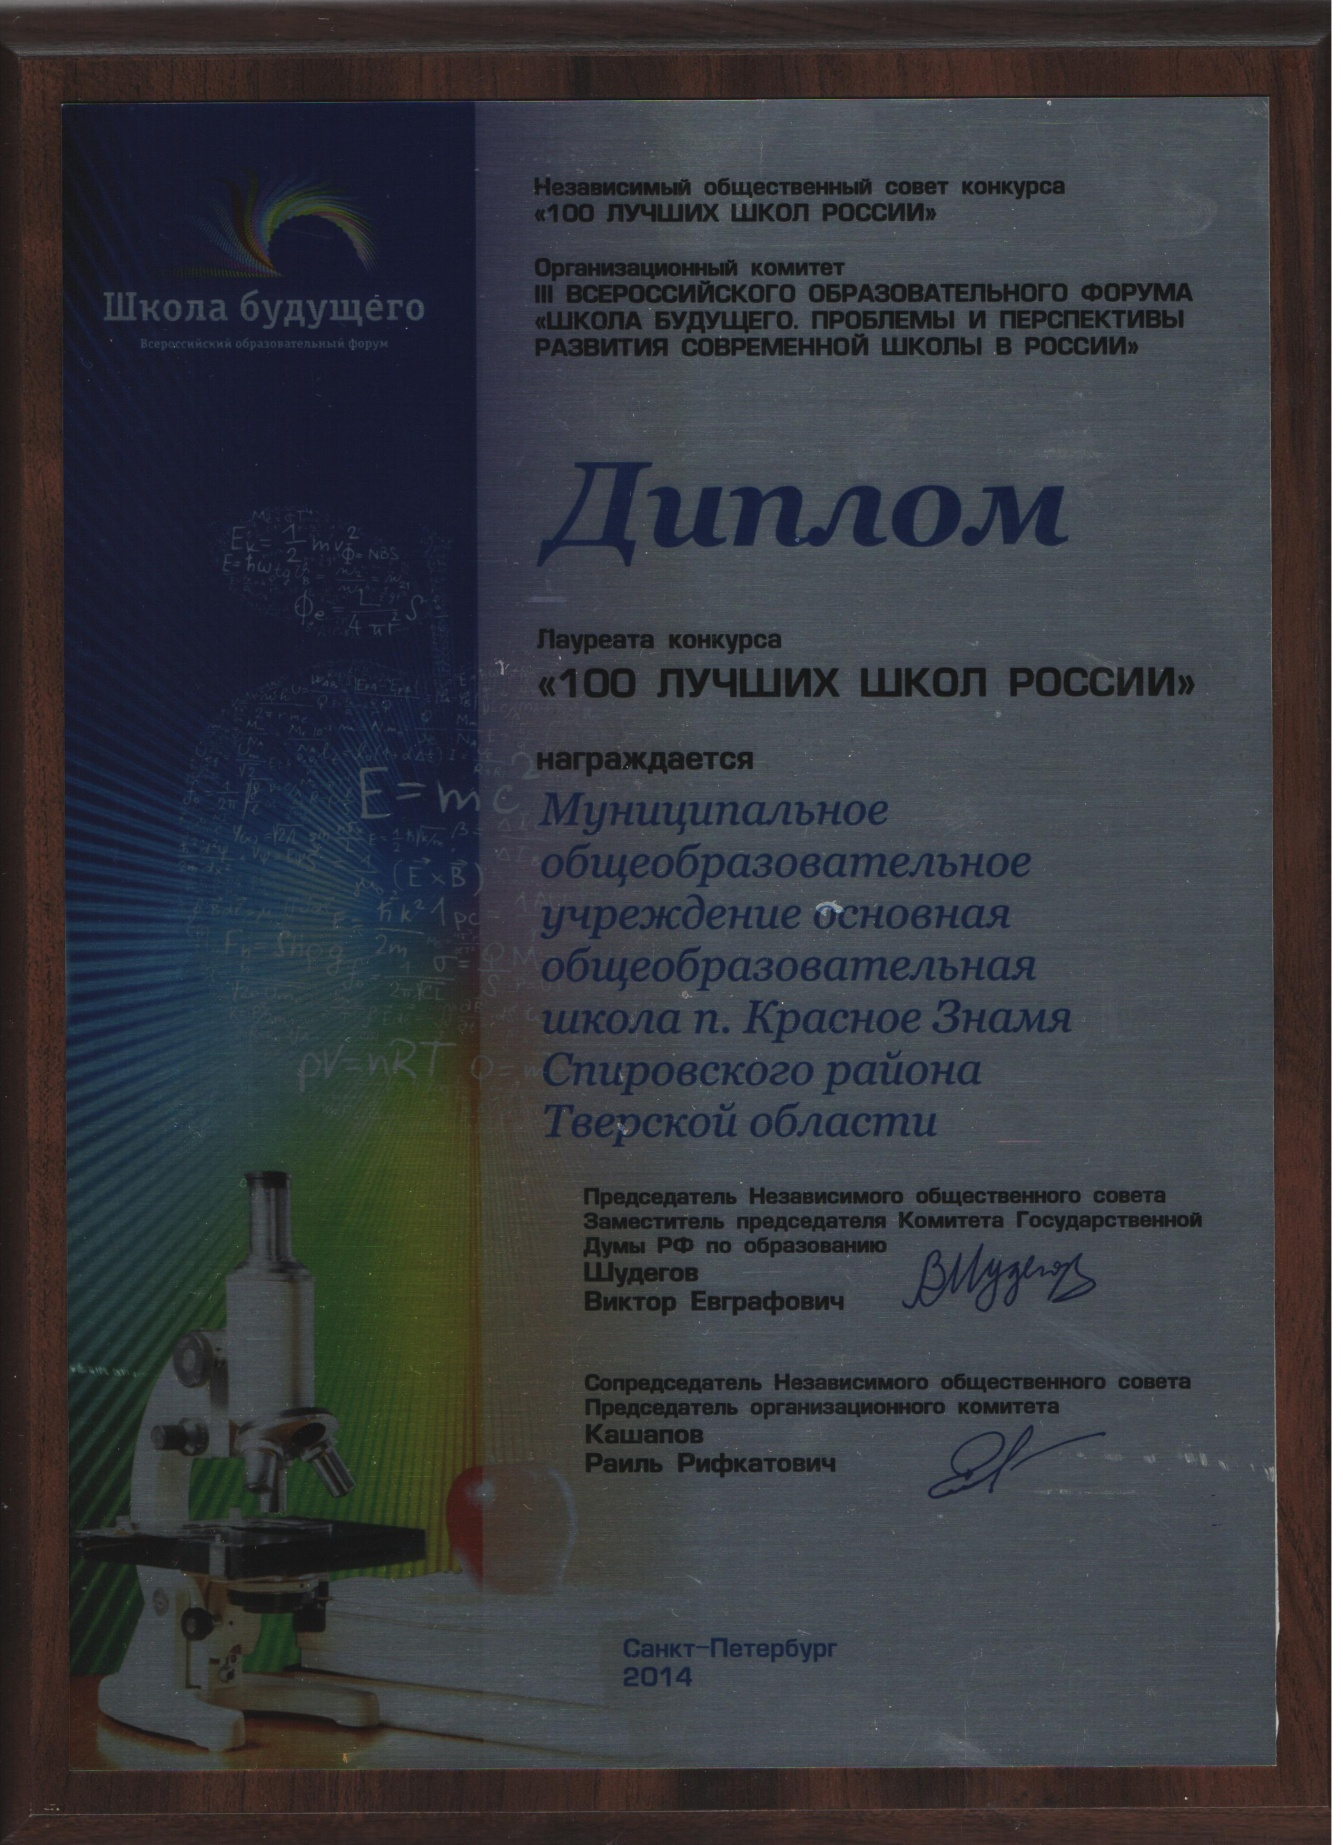 Школа будущего
Всероссийский образовательный форум
Независимый общественный совет конкурса
«100 ЛУЧШИХ ШКОЛ РОССИИ»
Организационный комитет
III ВСЕРОССИЙСКОГО ОБРАЗОВАТЕЛЬНОГО ФОРУМА
«ШКОЛА БУДУЩЕГО. ПРОБЛЕМЫ И ПЕРСПЕКТИВЫ
РАЗВИТИЯ СОВРЕМЕННОЙ ШКОЛЫ В РОССИИ»
Диплом
Лауреата конкурса
«100 ЛУЧШИХ ШКОЛ РОССИИ»
награждается
Муниципальное
общеобразовательное
учреждение основная
общеобразовательная
школа п. Красное Знамя
Спировского района
Тверской области
E=mc²
pV=nRT
Председатель Независимого общественного совета
Заместитель председателя Комитета Государственной
Думы РФ по образованию
Шудегов
Виктор Евграфович
Сопредседатель Независимого общественного совета
Председатель организационного комитета
Кашапов
Раиль Рифкатович
Санкт-Петербург
2014